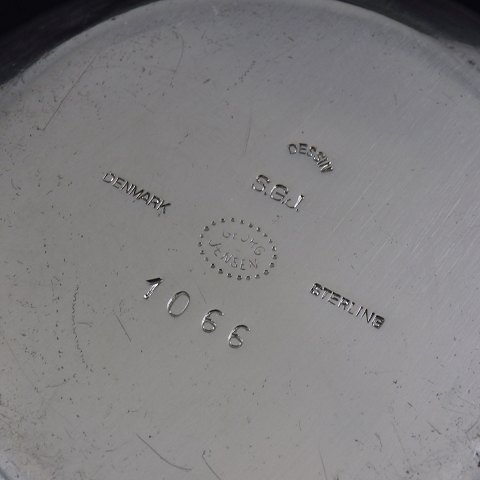 DESSIN
S.G.J.
DENMARK
GEORG
JENSEN
STERLING
1066